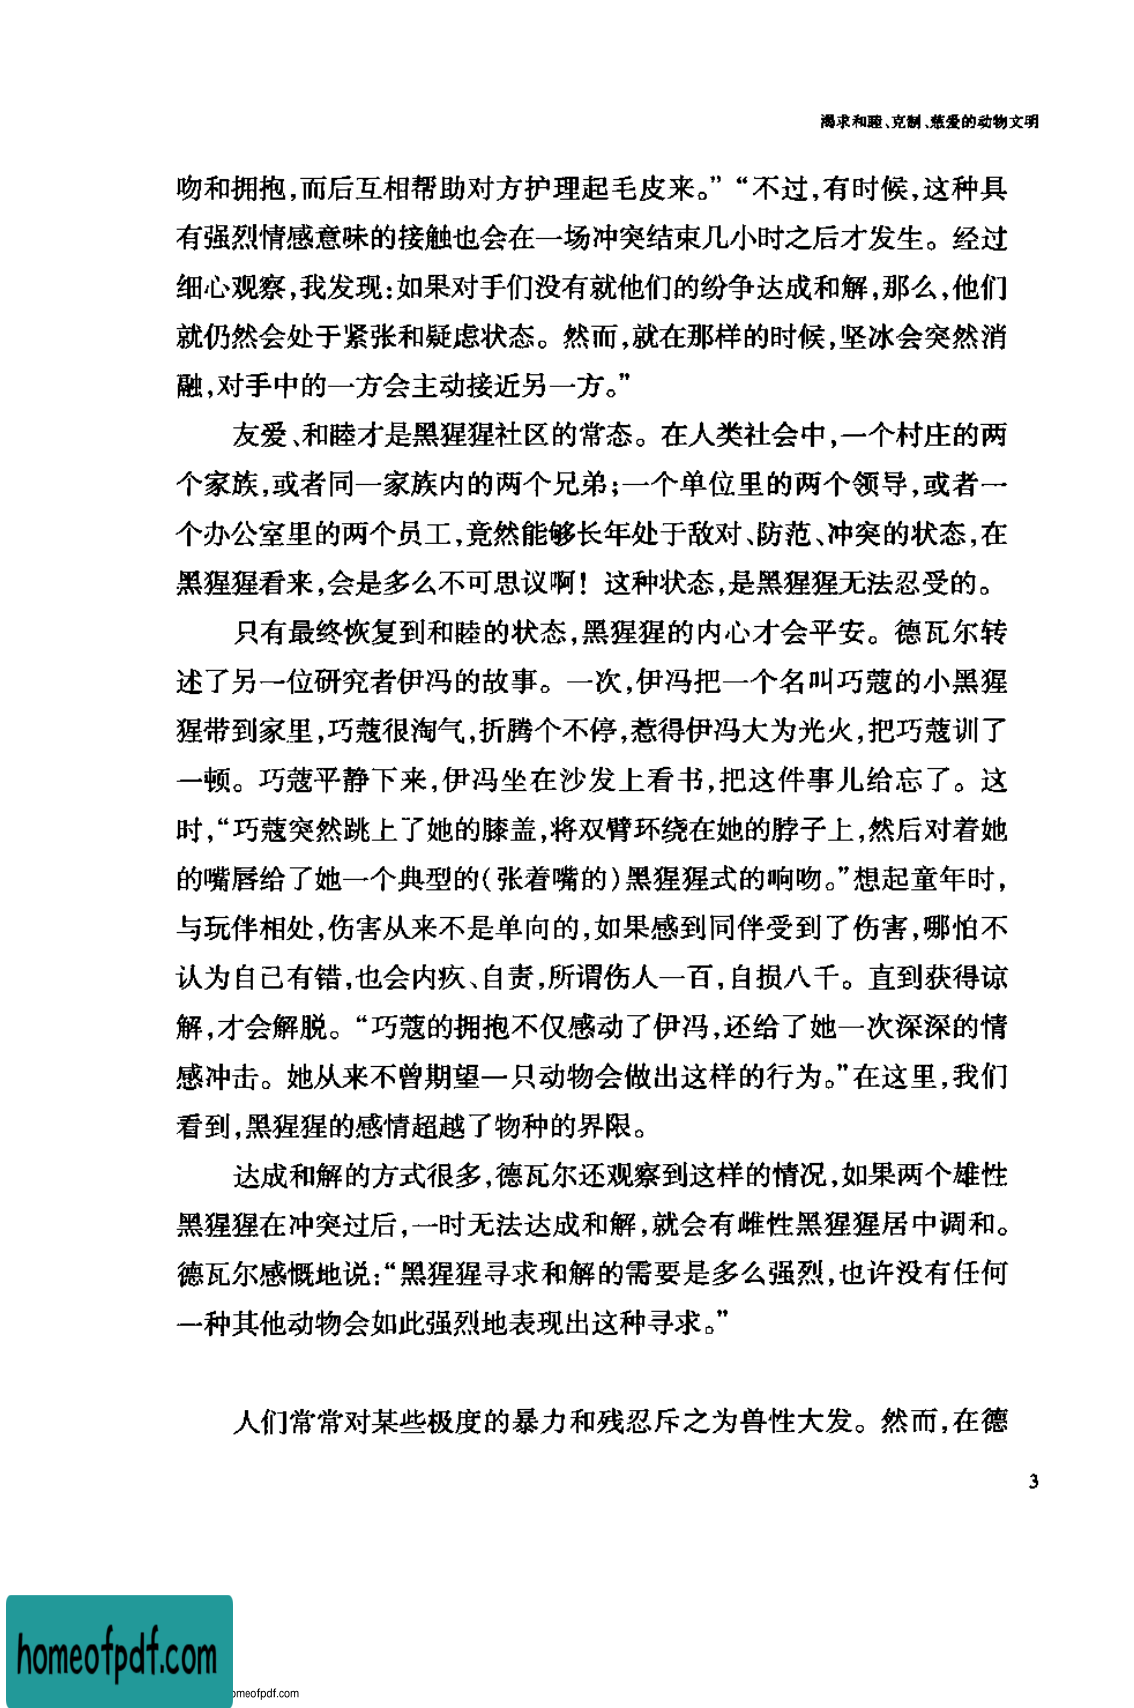 渴求和睦、克制、慈爱的动物文明
吻和拥抱,而后互相帮助对方护理起毛皮来。”“不过,有时候,这种具
有强烈情感意味的接触也会在一场冲突结束几小时之后才发生。经过
细心观察,我发现:如果对手们没有就他们的纷争达成和解,那么,他们
就仍然会处于紧张和疑虑状态。然而,就在那样的时候,坚冰会突然消
融,对手中的一方会主动接近另一方。”
友爱、和睦才是黑猩猩社区的常态。在人类社会中,一个村庄的两
个家族,或者同一家族内的两个兄弟;一个单位里的两个领导,或者一
个办公室里的两个员工,竟然能够长年处于敌对、防范、冲突的状态,在
黑猩猩看来,会是多么不可思议啊!这种状态,是黑猩猩无法忍受的。
只有最终恢复到和睦的状态,黑猩猩的内心才会平安。德瓦尔转
述了另一位研究者伊冯的故事。一次,伊冯把一个名叫巧蔻的小黑猩
猩带到家里,巧蔻很淘气,折腾个不停,惹得伊冯大为光火,把巧蔻训了
一顿。巧蔻平静下来,伊冯坐在沙发上看书,把这件事儿给忘了。这
时,“巧蔻突然跳上了她的膝盖,将双臂环绕在她的脖子上,然后对着她
的嘴唇给了她一个典型的(张着嘴的)黑猩猩式的响吻。”想起童年时,
与玩伴相处,伤害从来不是单向的,如果感到同伴受到了伤害,哪怕不
认为自己有错,也会内疚、自责,所谓伤人一百,自损八千。直到获得谅
解,才会解脱。“巧蔻的拥抱不仅感动了伊冯,还给了她一次深深的情
感冲击。她从来不曾期望一只动物会做出这样的行为。”在这里,我们
看到,黑猩猩的感情超越了物种的界限。
达成和解的方式很多,德瓦尔还观察到这样的情况,如果两个雄性
黑猩猩在冲突过后,一时无法达成和解,就会有雌性黑猩猩居中调和。
德瓦尔感慨地说:“黑猩猩寻求和解的需要是多么强烈,也许没有任何
一种其他动物会如此强烈地表现出这种寻求。”
人们常常对某些极度的暴力和残忍斥之为兽性大发。然而,在德
3
homeofpdf.com
omeofpdf.com